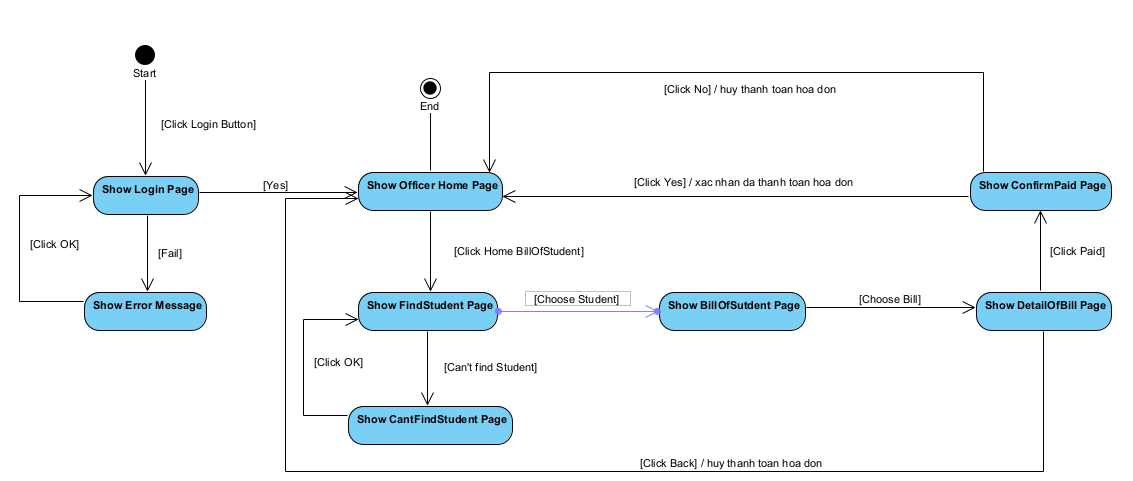 Start
End
[Click No] / huy thanh toan hoa don
[Click Login Button]
Show Login Page
[Yes]
Show Officer Home Page
[Click Yes] / xac nhan da thanh toan hoa don
Show ConfirmPaid Page
[Click OK]
[Fail]
[Click Home BillOfStudent]
[Click Paid]
Show Error Message
Show FindStudent Page
[Choose Student]
Show BillOfSutdent Page
[Choose Bill]
Show DetailOfBill Page
[Click OK]
[Can't find Student]
Show CantFindStudent Page
[Click Back] / huy thanh toan hoa don